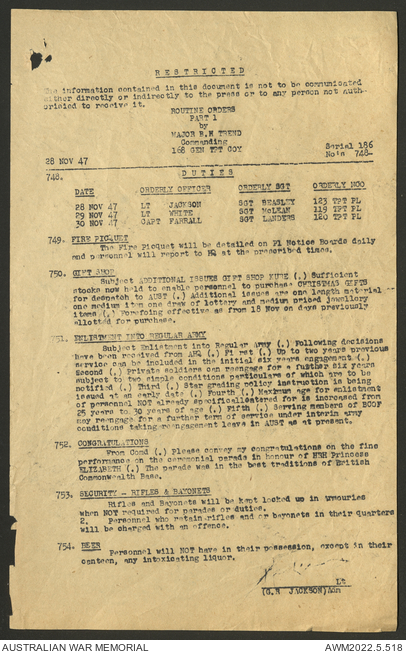 RESTRICTED
The information contained in this document is not to be communicated
either directly or indirectly to the press or to any person not auth-
orisied to receive it.
ROUTINE ORDERS
PART 1
by
MAJOR B.N TREND
Commanding
168 GEN TPT COY
Serial 186
No's 748-
28 NOV 47
748. DUTIES
DATE ORDERLY OFFICER ORDERLY SGT ORDERLY NCO
28 NOV 47 LT JACKSON SGT BEASLEY 123 TPT PL
29 NOV 47 LT WHITE SGT McLEAN 119 TPT PL
30 NOV 47 CAPT FARRALL SGT LANDERS 120 TPT PL
749. FIRE PICQUET
The Fire Picquet will be detailed on Pl Notice Boards daily
and personnel will report to HQ at the prescribed times.
750. GIFT SHOP
Subject ADDITIONAL ISSUES GIFT SHOP KURE (.) Sufficient
stocks now held to enable personnel to purchase CHRISTMAS GIFTS
for despatch to AUST (.) Additional issues are one length material
one medium item one drew of lottery and medium priced jewellery
items (.) Forefoing effective as from 18 Nov on days previously
allotted for purchase.
751. ENLISTMENT INTO REGULAR ARMY
Subject Enlistment into Regular Army (.) Following decisions
have been received from AHQ (.) First (.) Up to two years previous
service can be included in the initial six years engagement (.)
Second (.) Private soldiers can reengage for a further six years
subject to two simple conditions particulars of which are to be
notified (.) Third (.) Star grading policy instruction is being
issued at an early date (.) Fourth (.) Maximum age for enlistment
of personnel NOT already specificallcatered for is increased from
25 years to 30 years of age (.) Fifth (.) Serving members of BCOF
may reengage for a further term of service under interim army
conditions taking reengagement leave in AUST as at present.
752. CONGRATULATIONS
From Comd (.) Please convey my congratulations on the fine
performance on the ceremonial parade in honour of HRH Princess
ELIZABETH (.) The parade was in the best traditions of British
Commonwealth Base.
753. SECURITY - RIFLES & BAYONETS
Rifles and Bayonets will be kept locked up in armouries
when NOT required for parades or duties.
2. Personnel who retain rifles and or bayonets in their quarters
will be charged with an offence.
754. BEER
Personnel will NOT have in their possession, except in their
canteen, any intoxicating liquor.
Lt
(G.R JACKSON)Adm
AUSTRALIAN WAR MEMORIAL
AWM2022.5.518